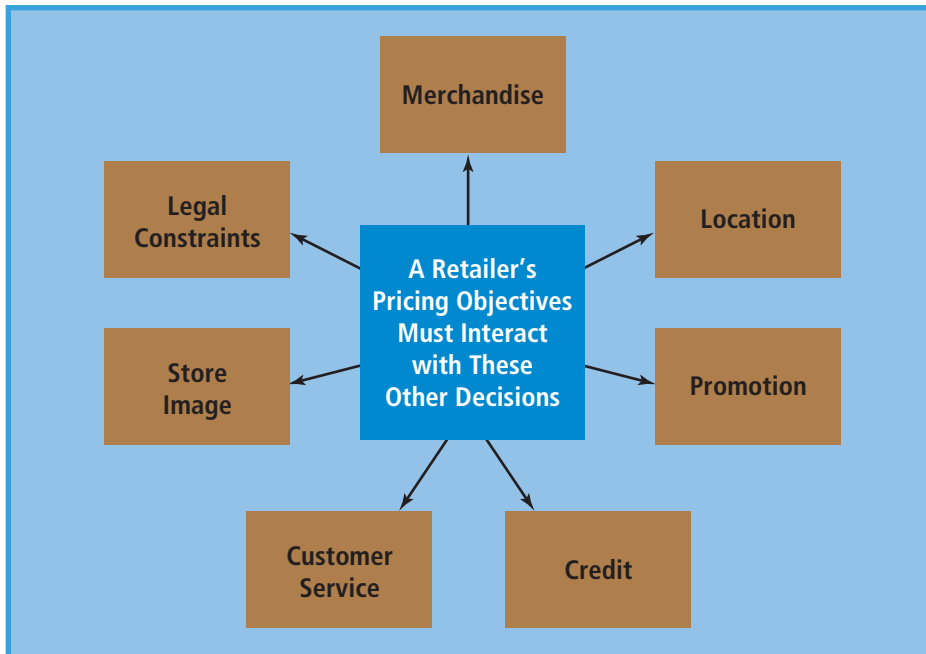 Merchandise
Legal
Constraints
Location
A Retailer’s
Pricing Objectives
Must Interact
with These
Other Decisions
Store
Image
Promotion
Customer
Service
Credit